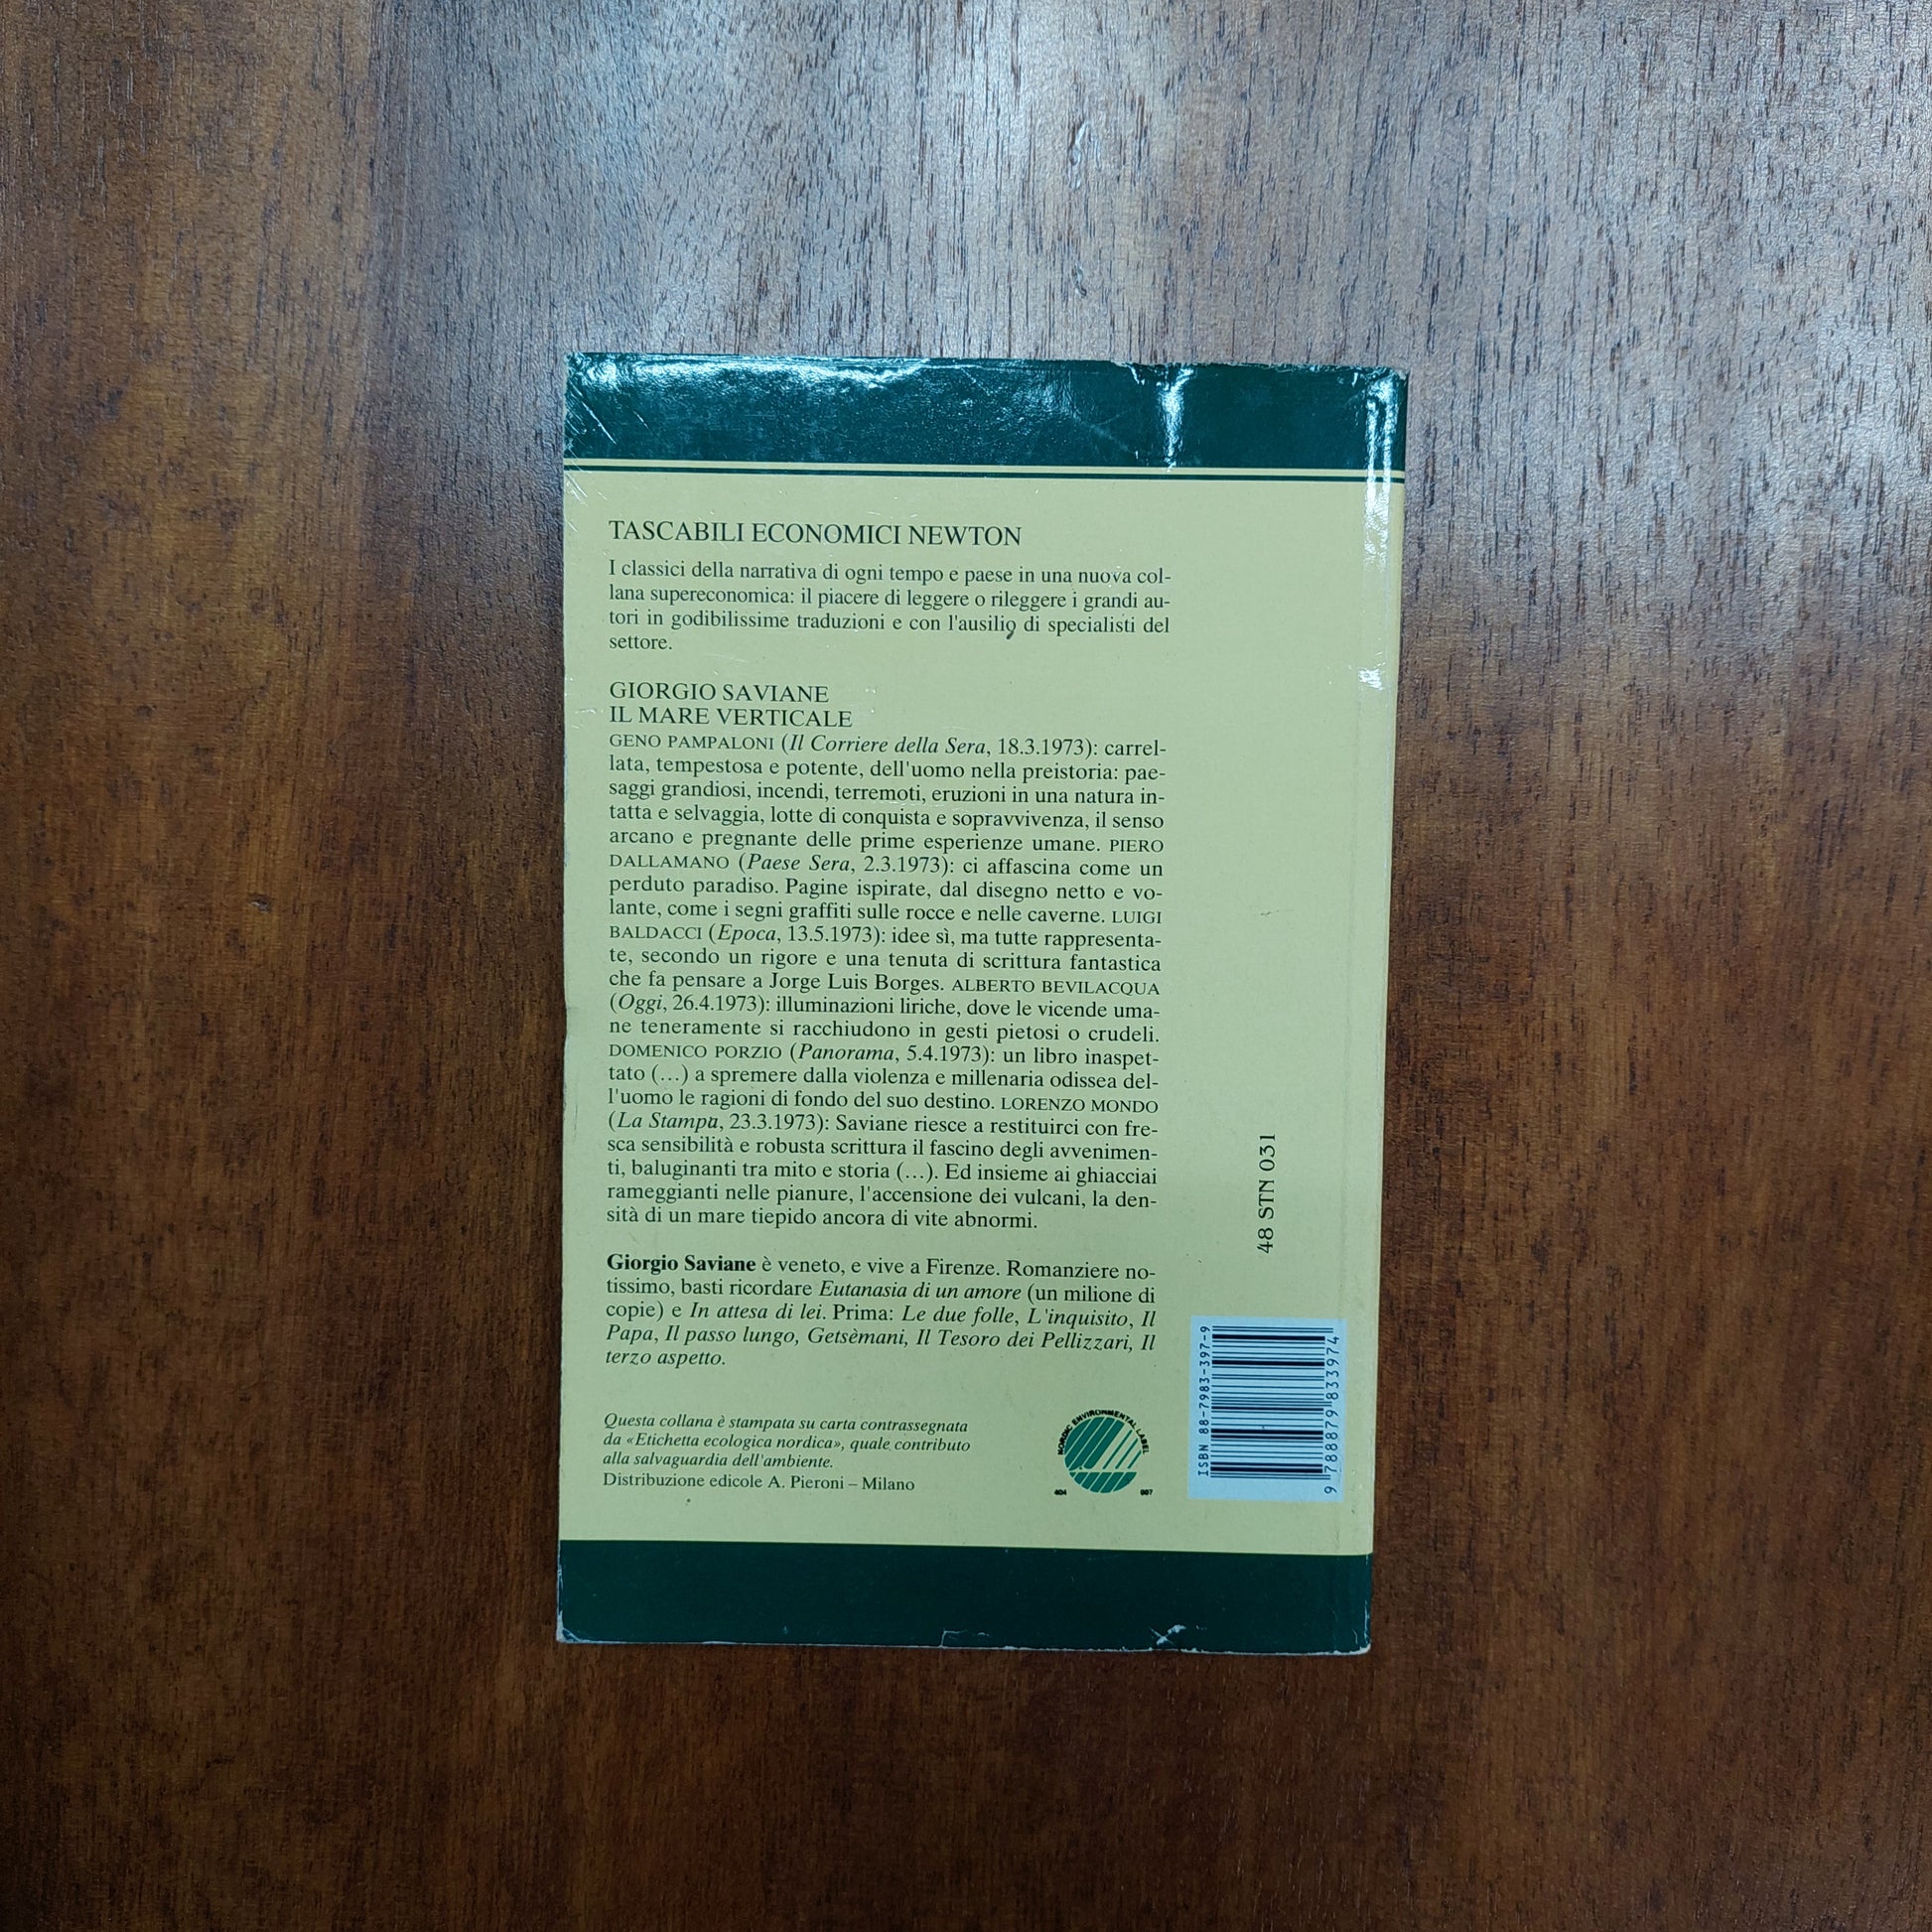 TASCABILI ECONOMICI NEWTON
I classici della narrativa di ogni tempo e paese in una nuova col-
lana supereconomica: il piacere di leggere o rileggere i grandi au-
tori in godibilissime traduzioni e con l'ausilio di specialisti del
settore.
GIORGIO SAVIANE
IL MARE VERTICALE
GENO PAMPALONI (Il Corriere della Sera, 18.3.1973): carrel-
lata, tempestosa e potente, dell'uomo nella preistoria: pae-
saggi grandiosi, incendi, terremoti, eruzioni in una natura in-
tatta e selvaggia, lotte di conquista e sopravvivenza, il senso
arcano e pregnante delle prime esperienze umane. PIERO
DALLAMANO (Paese Sera, 2.3.1973): ci affascina come un
perduto paradiso. Pagine ispirate, dal disegno netto e vo-
lante, come i segni graffiti sulle rocce e nelle caverne. LUIGI
BALDACCI (Epoca, 13.5.1973): idee sì, ma tutte rappresenta-
te, secondo un rigore e una tenuta di scrittura fantastica
che fa pensare a Jorge Luis Borges. ALBERTO BEVILACQUA
(Oggi, 26.4.1973): illuminazioni liriche, dove le vicende uma-
ne teneramente si racchiudono in gesti pietosi o crudeli.
DOMENICO PORZIO (Panorama, 5.4.1973): un libro inaspet-
tato (...) a spremere dalla violenza e millenaria odissea del-
l'uomo le ragioni di fondo del suo destino. LORENZO MONDO
(La Stampa, 23.3.1973): Saviane riesce a restituirci con fre-
sca sensibilità e robusta scrittura il fascino degli avvenimen-
ti, baluginanti tra mito e storia (...). Ed insieme ai ghiacciai
rameggianti nelle pianure, l'accensione dei vulcani, la den-
sità di un mare tiepido ancora di vite abnormi.
Giorgio Saviane è veneto, e vive a Firenze. Romanziere no-
tissimo, basti ricordare Eutanasia di un amore (un milione di
copie) e In attesa di lei. Prima: Le due folle, L'inquisito, Il
Papa, Il passo lungo, Getsèmani, Il Tesoro dei Pellizzari, Il
terzo aspetto.
Questa collana è stampata su carta contrassegnata
da «Etichetta ecologica nordica», quale contributo
alla salvaguardia dell'ambiente.
Distribuzione edicole A. Pieroni – Milano
NORDIC ENVIRONMENTAL LABEL
404 007
48 STN 031
ISBN 88-7983-397-9
9 788879 833974